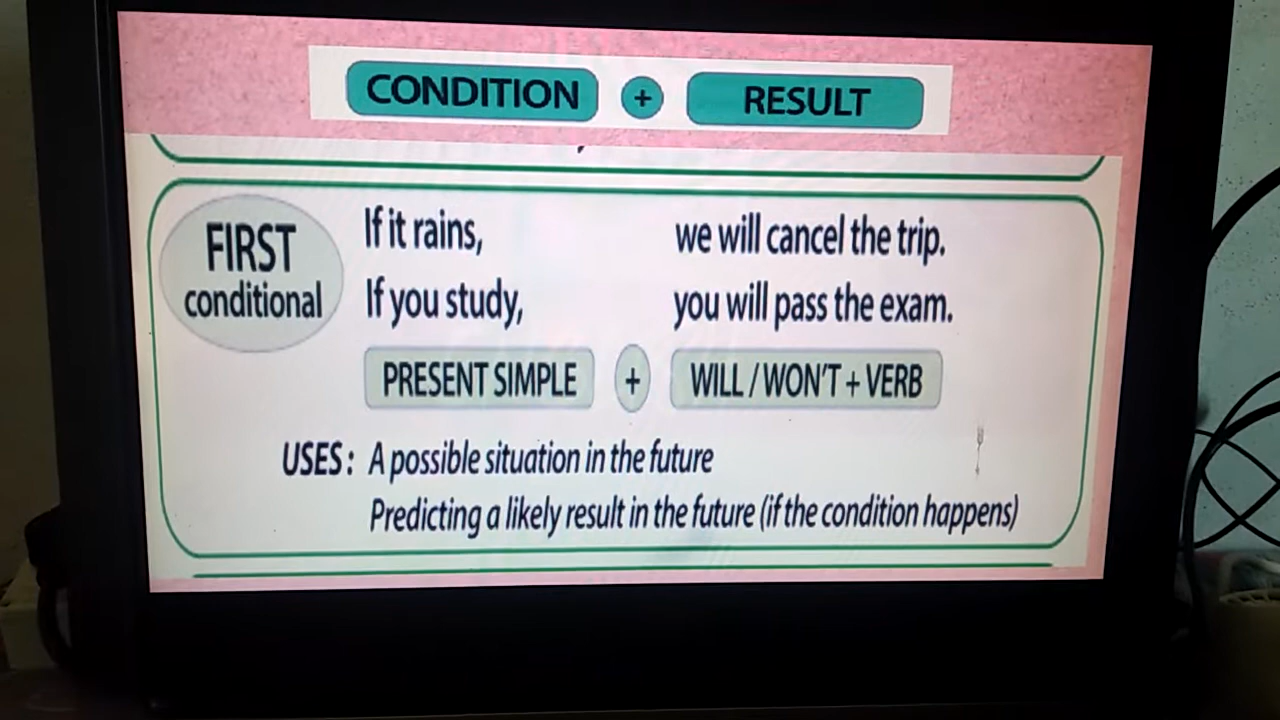 CONDITION + RESULT
FIRST conditional
If it rains, we will cancel the trip.
If you study, you will pass the exam.
PRESENT SIMPLE + WILL / WON'T + VERB
USES: A possible situation in the future
Predicting a likely result in the future (if the condition happens)